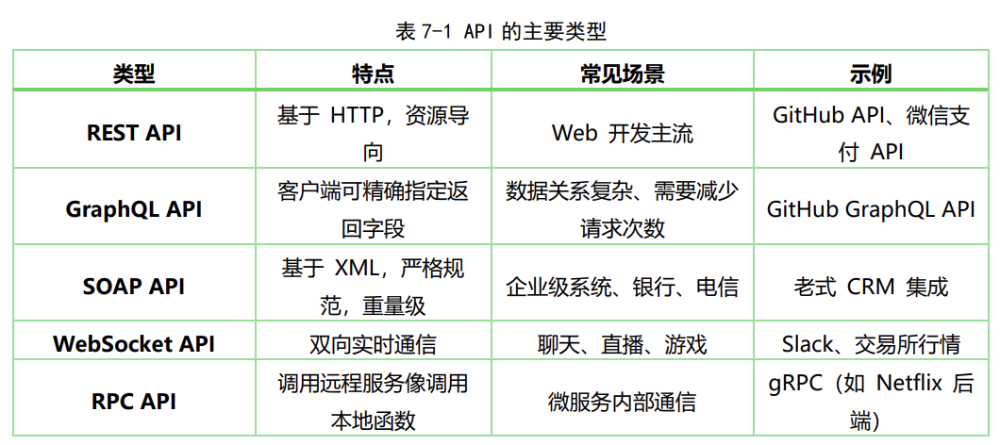 表 7-1 API 的主要类型
类型 特点 常见场景 示例
REST API
基于 HTTP，资源导
向
Web 开发主流
GitHub API、微信支
付 API
GraphQL API
客户端可精确指定返
回字段
数据关系复杂、需要减少
请求次数
GitHub GraphQL API
SOAP API
基于 XML，严格规
范，重量级
企业级系统、银行、电信
老式 CRM 集成
WebSocket API
双向实时通信
聊天、直播、游戏
Slack、交易所行情
RPC API
调用远程服务像调用
本地函数
微服务内部通信
gRPC（如 Netflix 后
端）